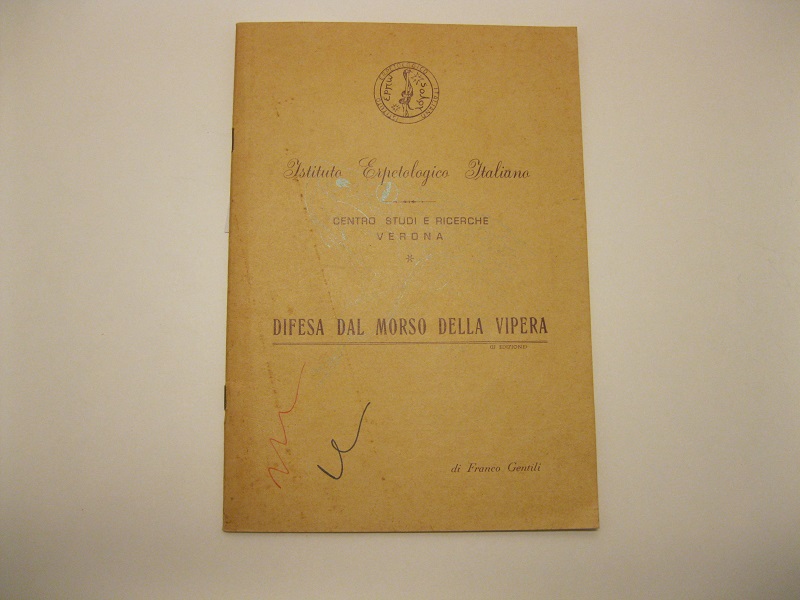 Istituto Erpetologico Italiano
CENTRO STUDI E RICERCHE
VERONA
DIFESA DAL MORSO DELLA VIPERA
di Franco Gentili